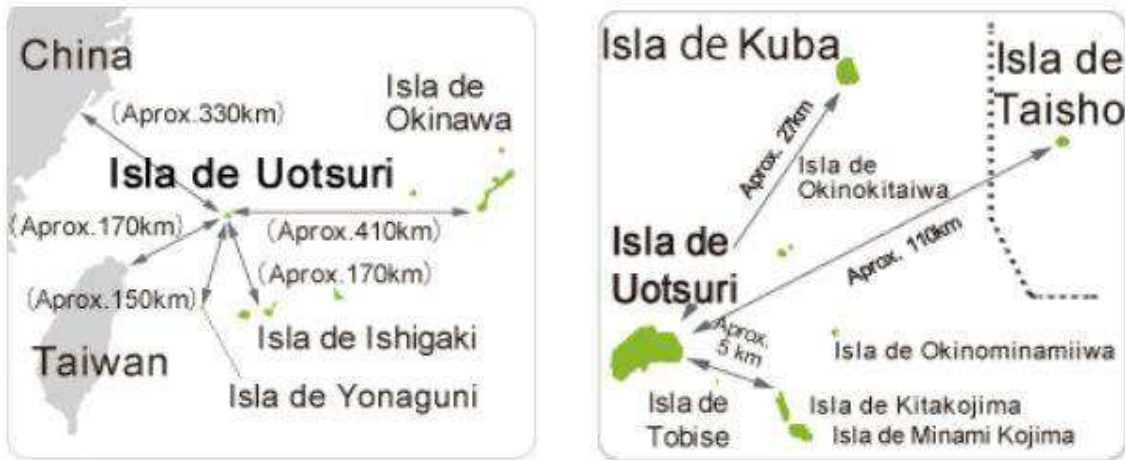 China
(Aprox.330km)
Isla de
Okinawa
Isla de Uotsuri
(Aprox.170km)
(Aprox.410km)
(Aprox.170km)
(Aprox.150km)
Isla de Ishigaki
Taiwan
Isla de Yonaguni
Isla de Kuba
Isla de
Taisho
Aprox. 27km
Isla de
Okinokitaiwa
Isla de
Uotsuri
Aprox. 110km
Aprox.
5 km
Isla de Okinominamiiwa
Isla de
Tobise
Isla de Kitakojima
Isla de Minami Kojima